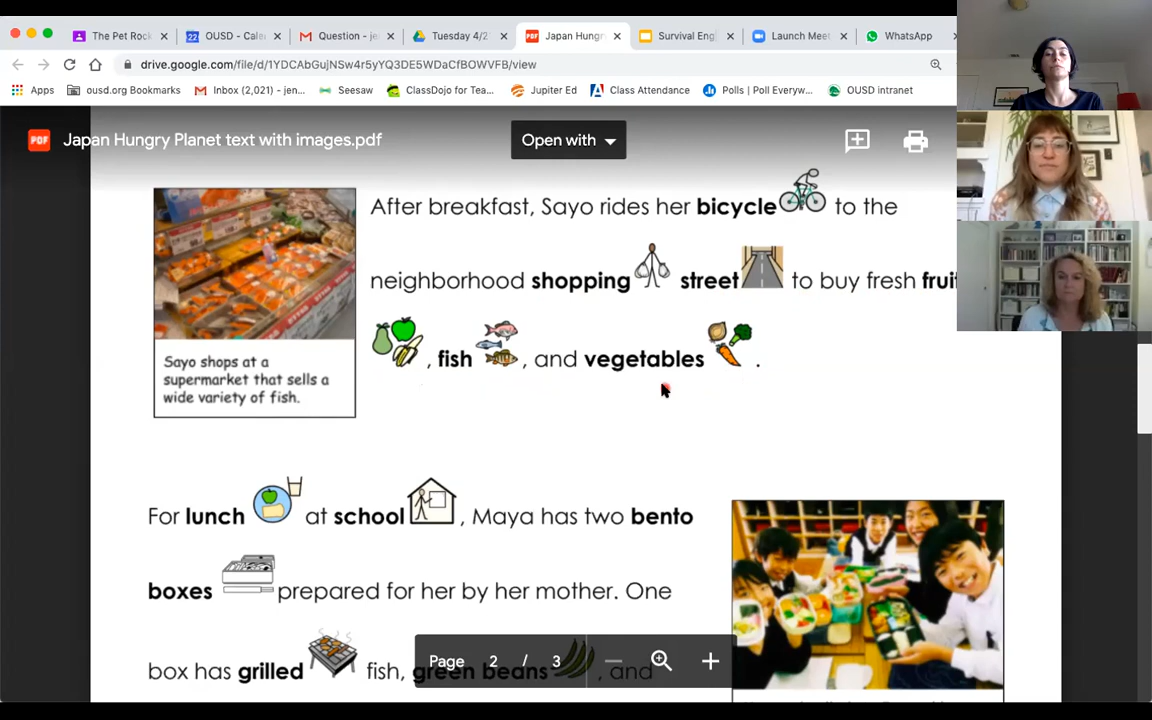 The Pet Rock
OUSD - Cale
Question - je
Tuesday 4/2
Japan Hungr
Survival Eng
Launch Meet
WhatsApp
drive.google.com/file/d/1YDCAbGujNSw4r5yYQ3DE5WDaCfBOWVFB/view
Apps
ousd.org Bookmarks
Inbox (2,021) - jen...
Seesaw
ClassDojo for Tea...
Jupiter Ed
Class Attendance
Polls | Poll Everyw...
OUSD intranet
PDF
Japan Hungry Planet text with images.pdf
Open with
After breakfast, Sayo rides her bicycle to the
neighborhood shopping street to buy fresh fruit
, fish , and vegetables .
Sayo shops at a
supermarket that sells a
wide variety of fish.
For lunch at school , Maya has two bento
boxes prepared for her by her mother. One
box has grilled fish, green beans , and
Page 2 / 3